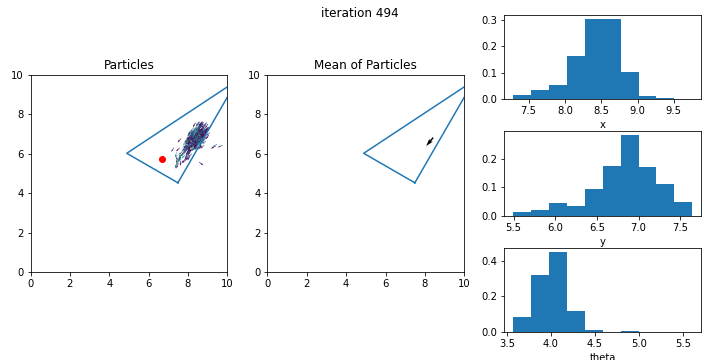 iteration 494
Particles
10
8
6
4
2
0
0 2 4 6 8 10
Mean of Particles
10
8
6
4
2
0
0 2 4 6 8 10
0.3
0.2
0.1
0.0
7.5 8.0 8.5 9.0 9.5
x
0.2
0.1
0.0
5.5 6.0 6.5 7.0 7.5
y
0.4
0.2
0.0
3.5 4.0 4.5 5.0 5.5
theta